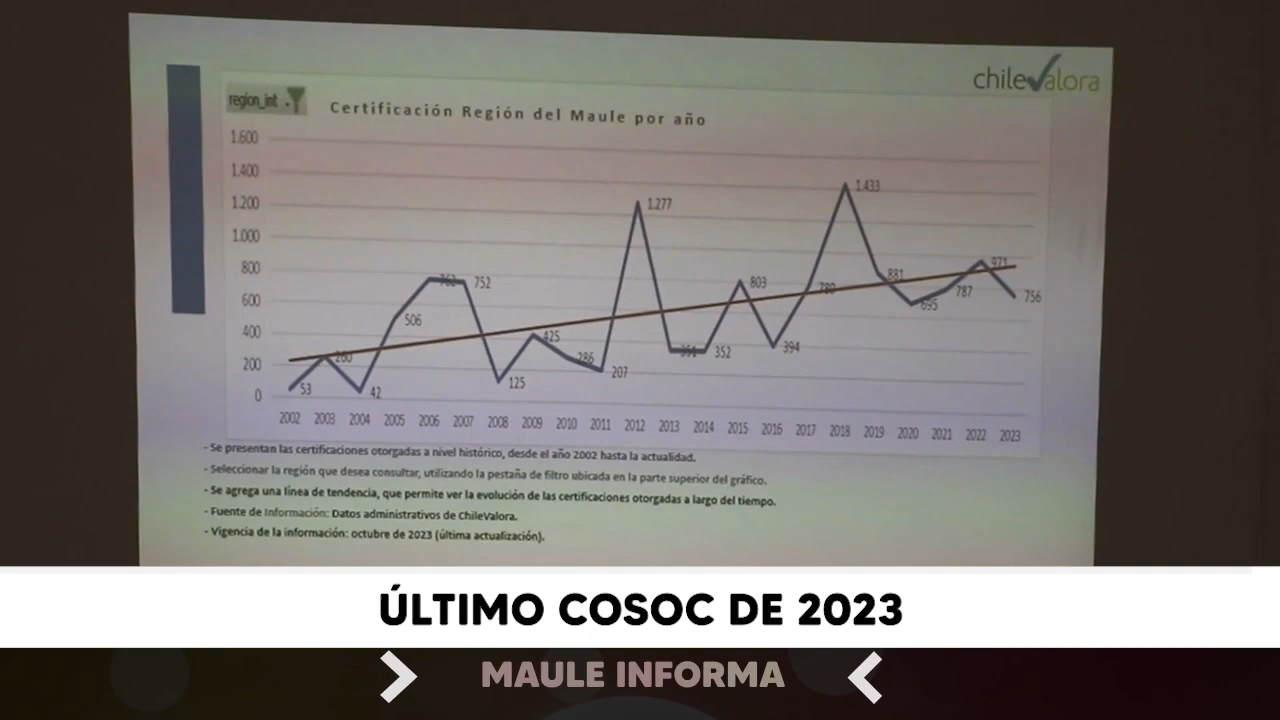 chileValora
region_int
Certificación Región del Maule por año
1.600
1.400
1.200
1.000
800
600
400
200
0
53
260
42
506
762
752
125
425
286
207
1.277
351
352
803
394
780
1.433
881
695
787
971
756
2002 2003 2004 2005 2006 2007 2008 2009 2010 2011 2012 2013 2014 2015 2016 2017 2018 2019 2020 2021 2022 2023
- Se presentan las certificaciones otorgadas a nivel histórico, desde el año 2002 hasta la actualidad.
- Seleccionar la región que desea consultar, utilizando la pestaña de filtro ubicada en la parte superior del gráfico.
- Se agrega una línea de tendencia, que permite ver la evolución de las certificaciones otorgadas a largo del tiempo.
- Fuente de Información: Datos administrativos de ChileValora.
- Vigencia de la información: octubre de 2023 (última actualización).
ÚLTIMO COSOC DE 2023
MAULE INFORMA